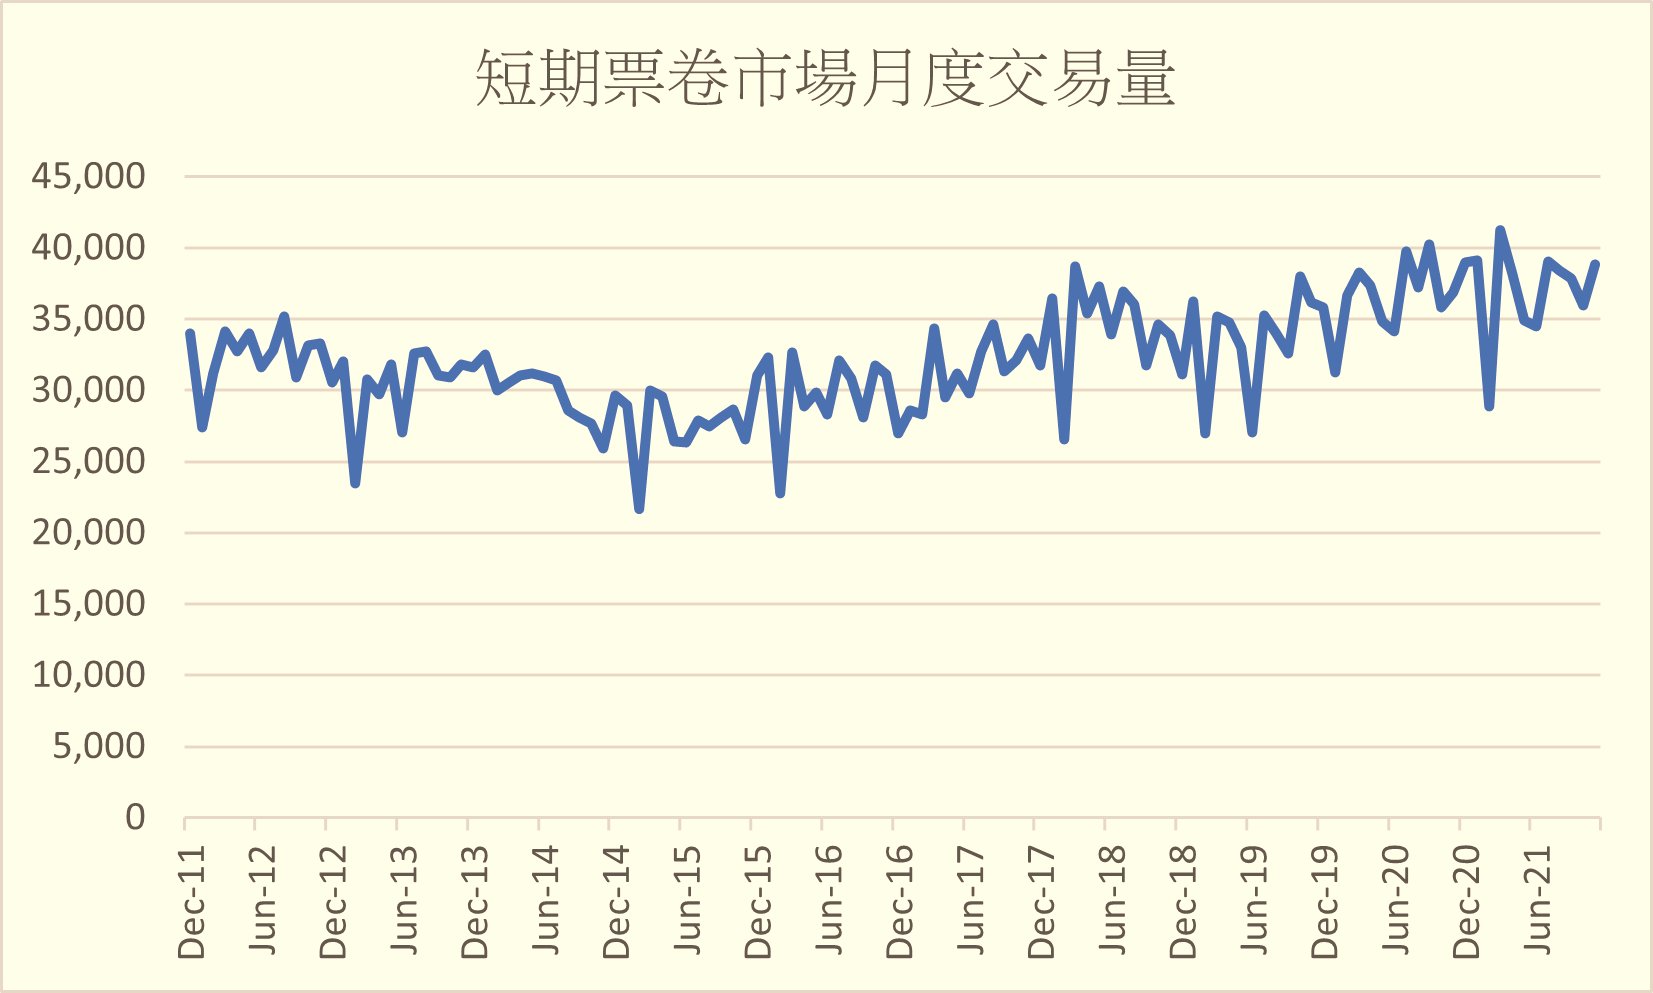 短期票卷市場月度交易量
45,000
40,000
35,000
30,000
25,000
20,000
15,000
10,000
5,000
0
Dec-11
Jun-12
Dec-12
Jun-13
Dec-13
Jun-14
Dec-14
Jun-15
Dec-15
Jun-16
Dec-16
Jun-17
Dec-17
Jun-18
Dec-18
Jun-19
Dec-19
Jun-20
Dec-20
Jun-21